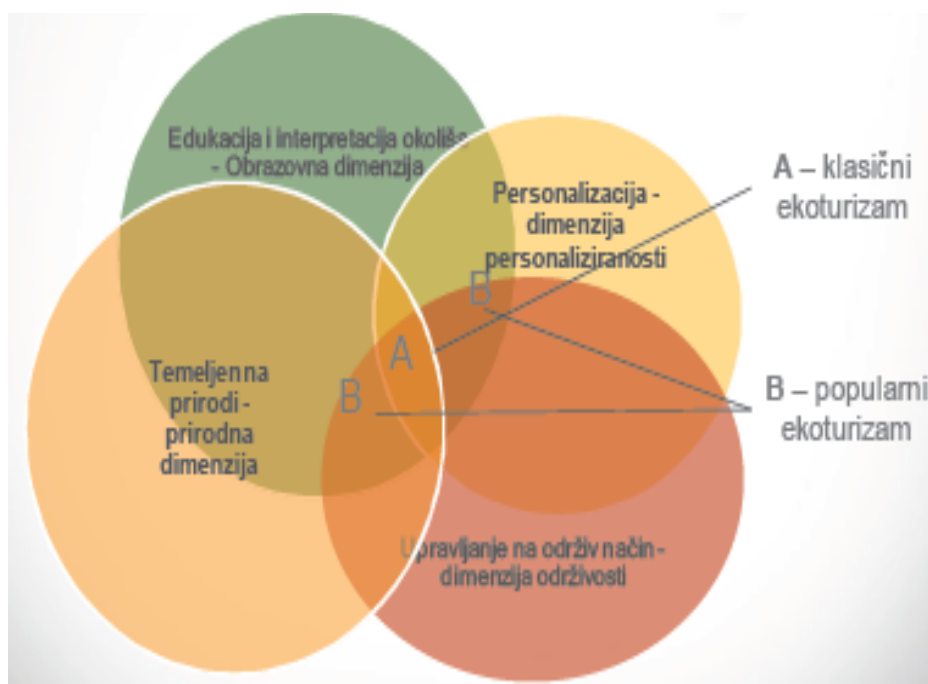 Edukacija i interpretacija okoliša
- Obrazovna dimenzija
Personalizacija -
dimenzija
personaliziranosti
A – klasični
ekoturizam
B
A
B
Temeljen na
prirodi -
prirodna
dimenzija
B – popularni
ekoturizam
Upravljanje na održiv način -
dimenzija održivosti